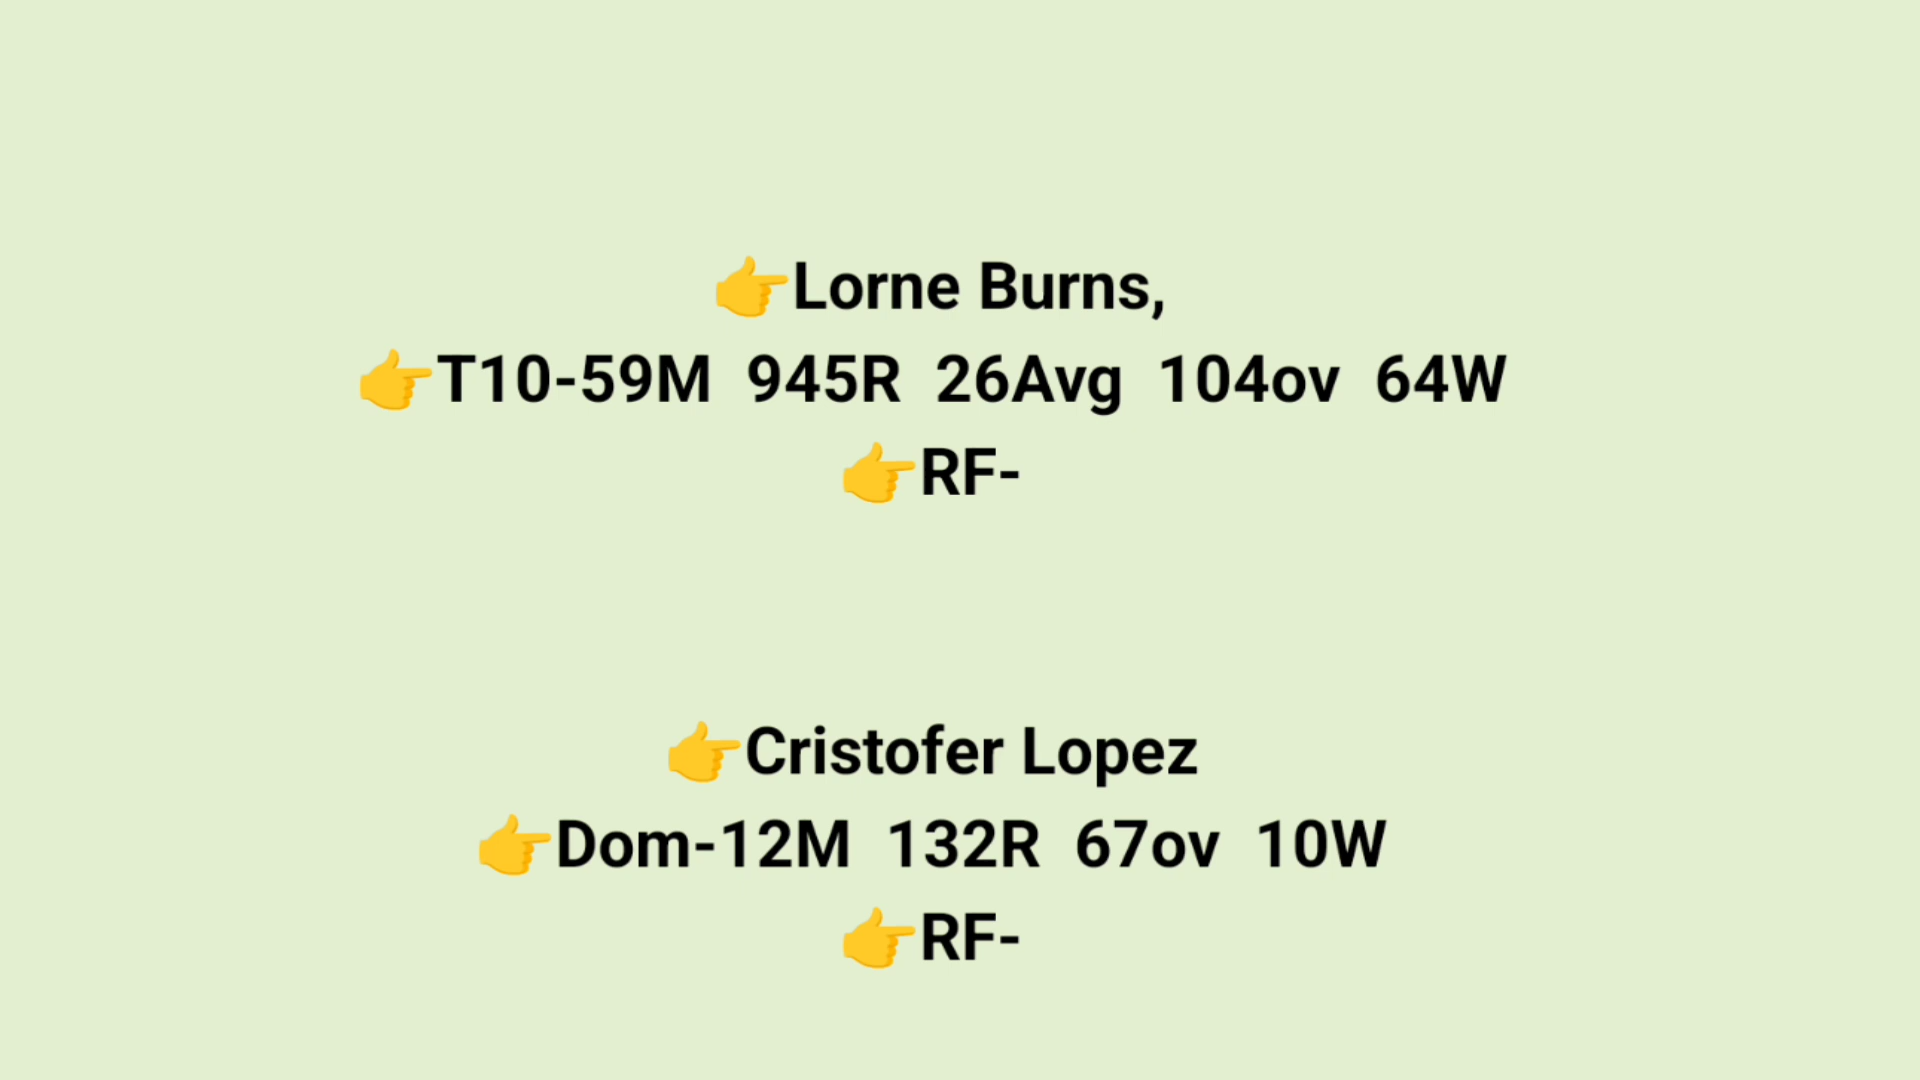 👉Lorne Burns,
👉T10-59M 945R 26Avg 104ov 64W
👉RF-
👉Cristofer Lopez
👉Dom-12M 132R 67ov 10W
👉RF-